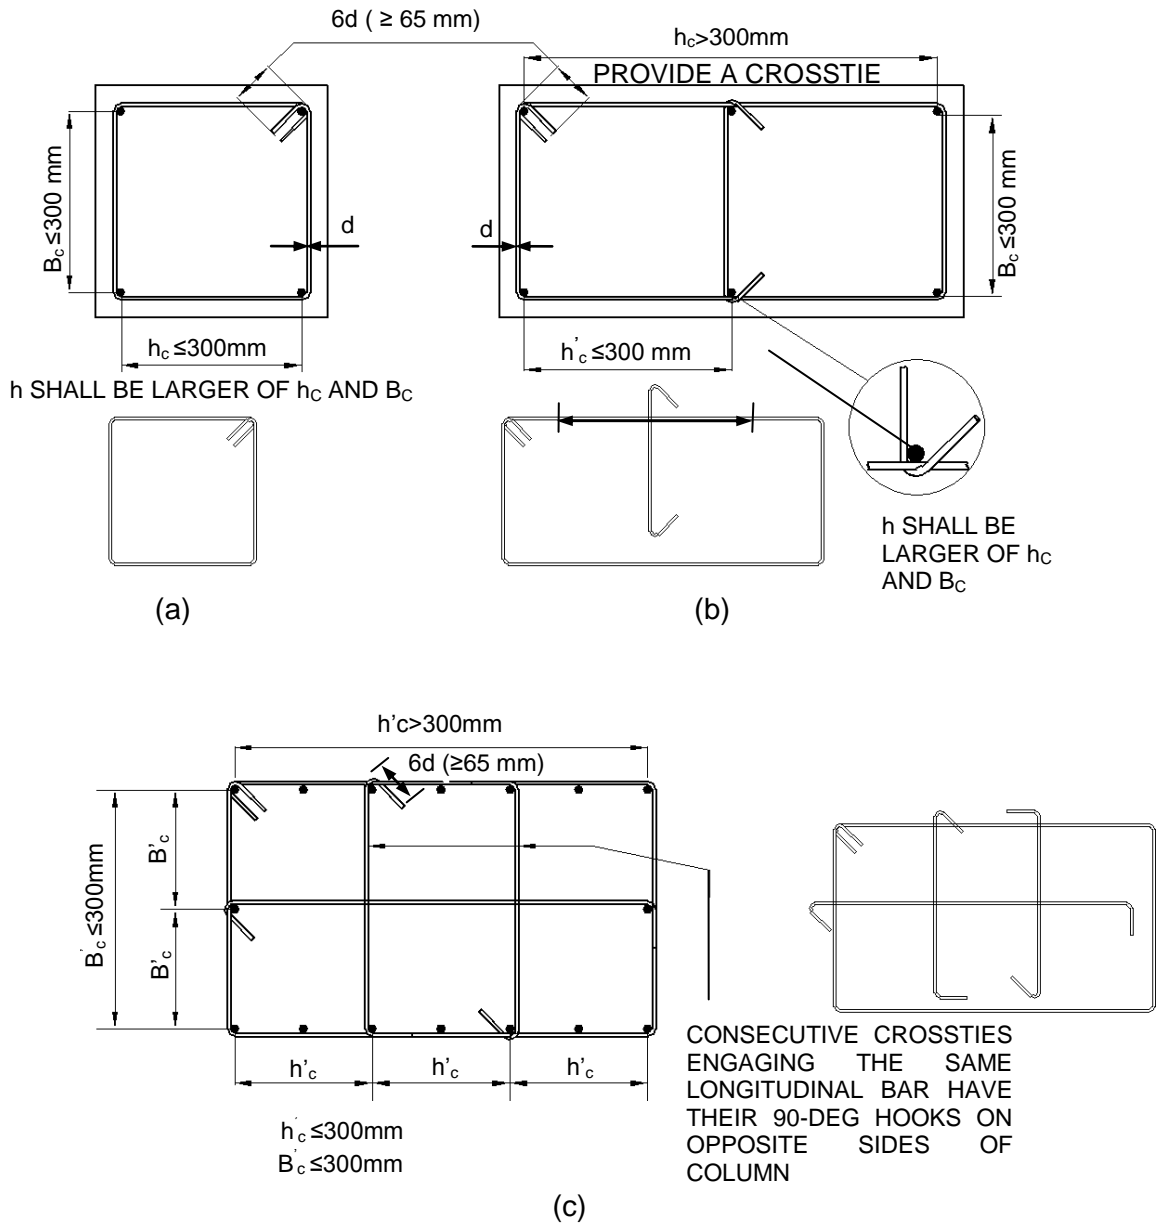 6d ( ≥ 65 mm)
hc>300mm
PROVIDE A CROSSTIE
Bc ≤300 mm
d
d
Bc ≤300 mm
hc ≤300mm
h'c ≤300 mm
h SHALL BE LARGER OF hC AND BC
h SHALL BE
LARGER OF hC
AND BC
(a)
(b)
h'c>300mm
6d (≥65 mm)
B'c ≤300mm
B'c
B'c
h'c
h'c
h'c
h'c ≤300mm
B'c ≤300mm
CONSECUTIVE CROSSTIES
ENGAGING THE SAME
LONGITUDINAL BAR HAVE
THEIR 90-DEG HOOKS ON
OPPOSITE SIDES OF
COLUMN
(c)